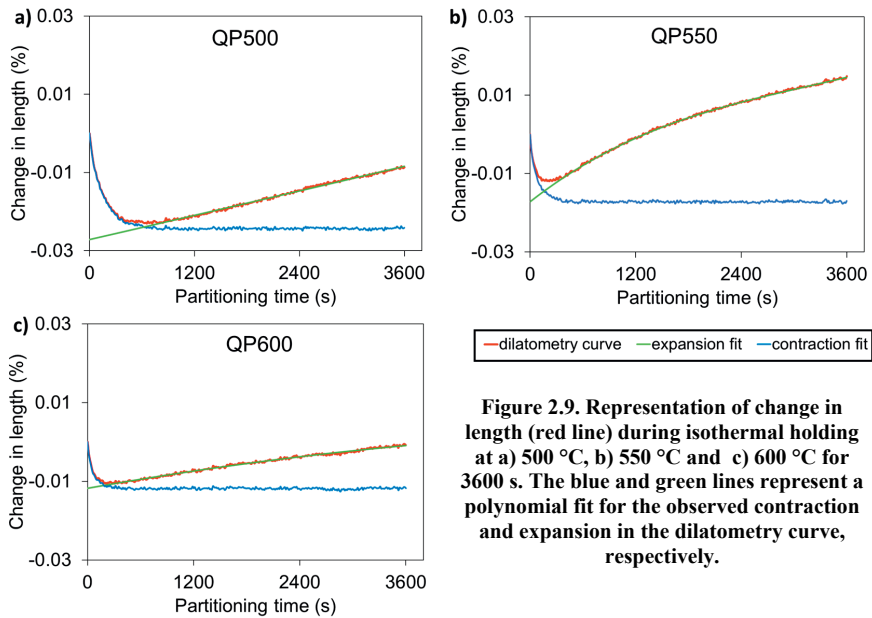 a)
QP500
0.03
0.01
-0.01
-0.03
Change in length (%)
0
1200
2400
3600
Partitioning time (s)
b)
QP550
0.03
0.01
-0.01
-0.03
Change in length (%)
0
1200
2400
3600
Partitioning time (s)
c)
QP600
0.03
0.01
-0.01
-0.03
Change in length (%)
0
1200
2400
3600
Partitioning time (s)
dilatometry curve expansion fit contraction fit
Figure 2.9. Representation of change in
length (red line) during isothermal holding
at a) 500 °C, b) 550 °C and c) 600 °C for
3600 s. The blue and green lines represent a
polynomial fit for the observed contraction
and expansion in the dilatometry curve,
respectively.